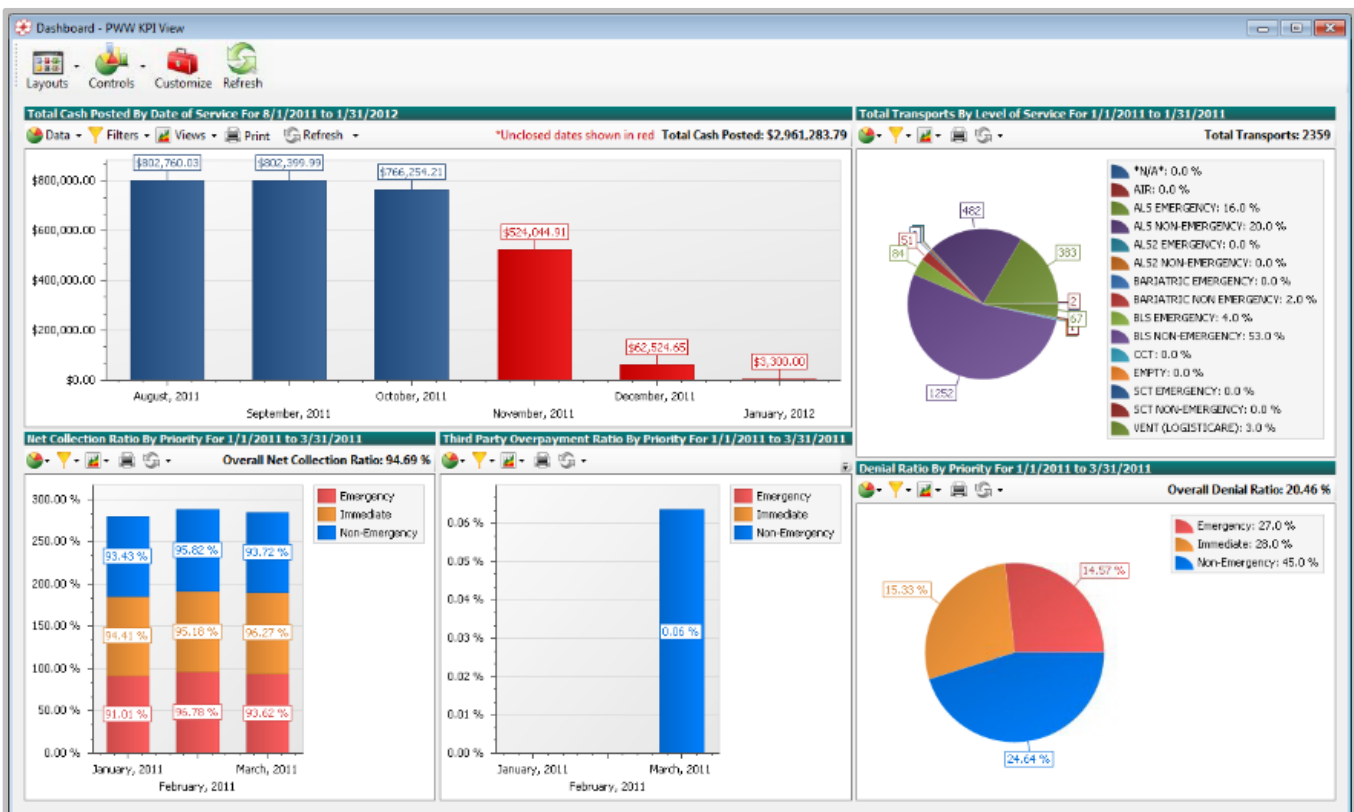 Dashboard - PWW KPI View
Layouts Controls Customize Refresh
Total Cash Posted By Date of Service For 8/1/2011 to 1/31/2012
Data Filters Views Print Refresh *Unclosed dates shown in red Total Cash Posted: $2,961,283.79
$802,760.03 $802,399.99 $766,254.21 $524,044.91 $62,524.65 $3,300.00
$800,000.00
$600,000.00
$400,000.00
$200,000.00
$0.00
August, 2011 October, 2011 December, 2011
September, 2011 November, 2011 January, 2012
Total Transports By Level of Service For 1/1/2011 to 1/31/2011
Total Transports: 2359
482
51
84
383
2
67
1252
*N/A*: 0.0 %
AIR: 0.0 %
ALS EMERGENCY: 16.0 %
ALS NON-EMERGENCY: 20.0 %
ALS2 EMERGENCY: 0.0 %
ALS2 NON-EMERGENCY: 0.0 %
BARIATRIC EMERGENCY: 0.0 %
BARIATRIC NON EMERGENCY: 2.0 %
BLS EMERGENCY: 4.0 %
BLS NON-EMERGENCY: 53.0 %
CCT: 0.0 %
EMPTY: 0.0 %
SCT EMERGENCY: 0.0 %
SCT NON-EMERGENCY: 0.0 %
VENT (LOGISTICARE): 3.0 %
Net Collection Ratio By Priority For 1/1/2011 to 3/31/2011
Overall Net Collection Ratio: 94.69 %
300.00 %
250.00 %
200.00 %
150.00 %
100.00 %
50.00 %
0.00 %
93.43 % 95.82 % 93.72 %
94.41 % 95.18 % 96.27 %
91.01 % 96.78 % 93.62 %
January, 2011 March, 2011
February, 2011
Emergency
Immediate
Non-Emergency
Third Party Overpayment Ratio By Priority For 1/1/2011 to 3/31/2011
0.06 %
0.05 %
0.04 %
0.03 %
0.02 %
0.01 %
0.00 %
0.06 %
January, 2011 March, 2011
February, 2011
Emergency
Immediate
Non-Emergency
Denial Ratio By Priority For 1/1/2011 to 3/31/2011
Overall Denial Ratio: 20.46 %
14.57 %
15.33 %
24.64 %
Emergency: 27.0 %
Immediate: 28.0 %
Non-Emergency: 45.0 %